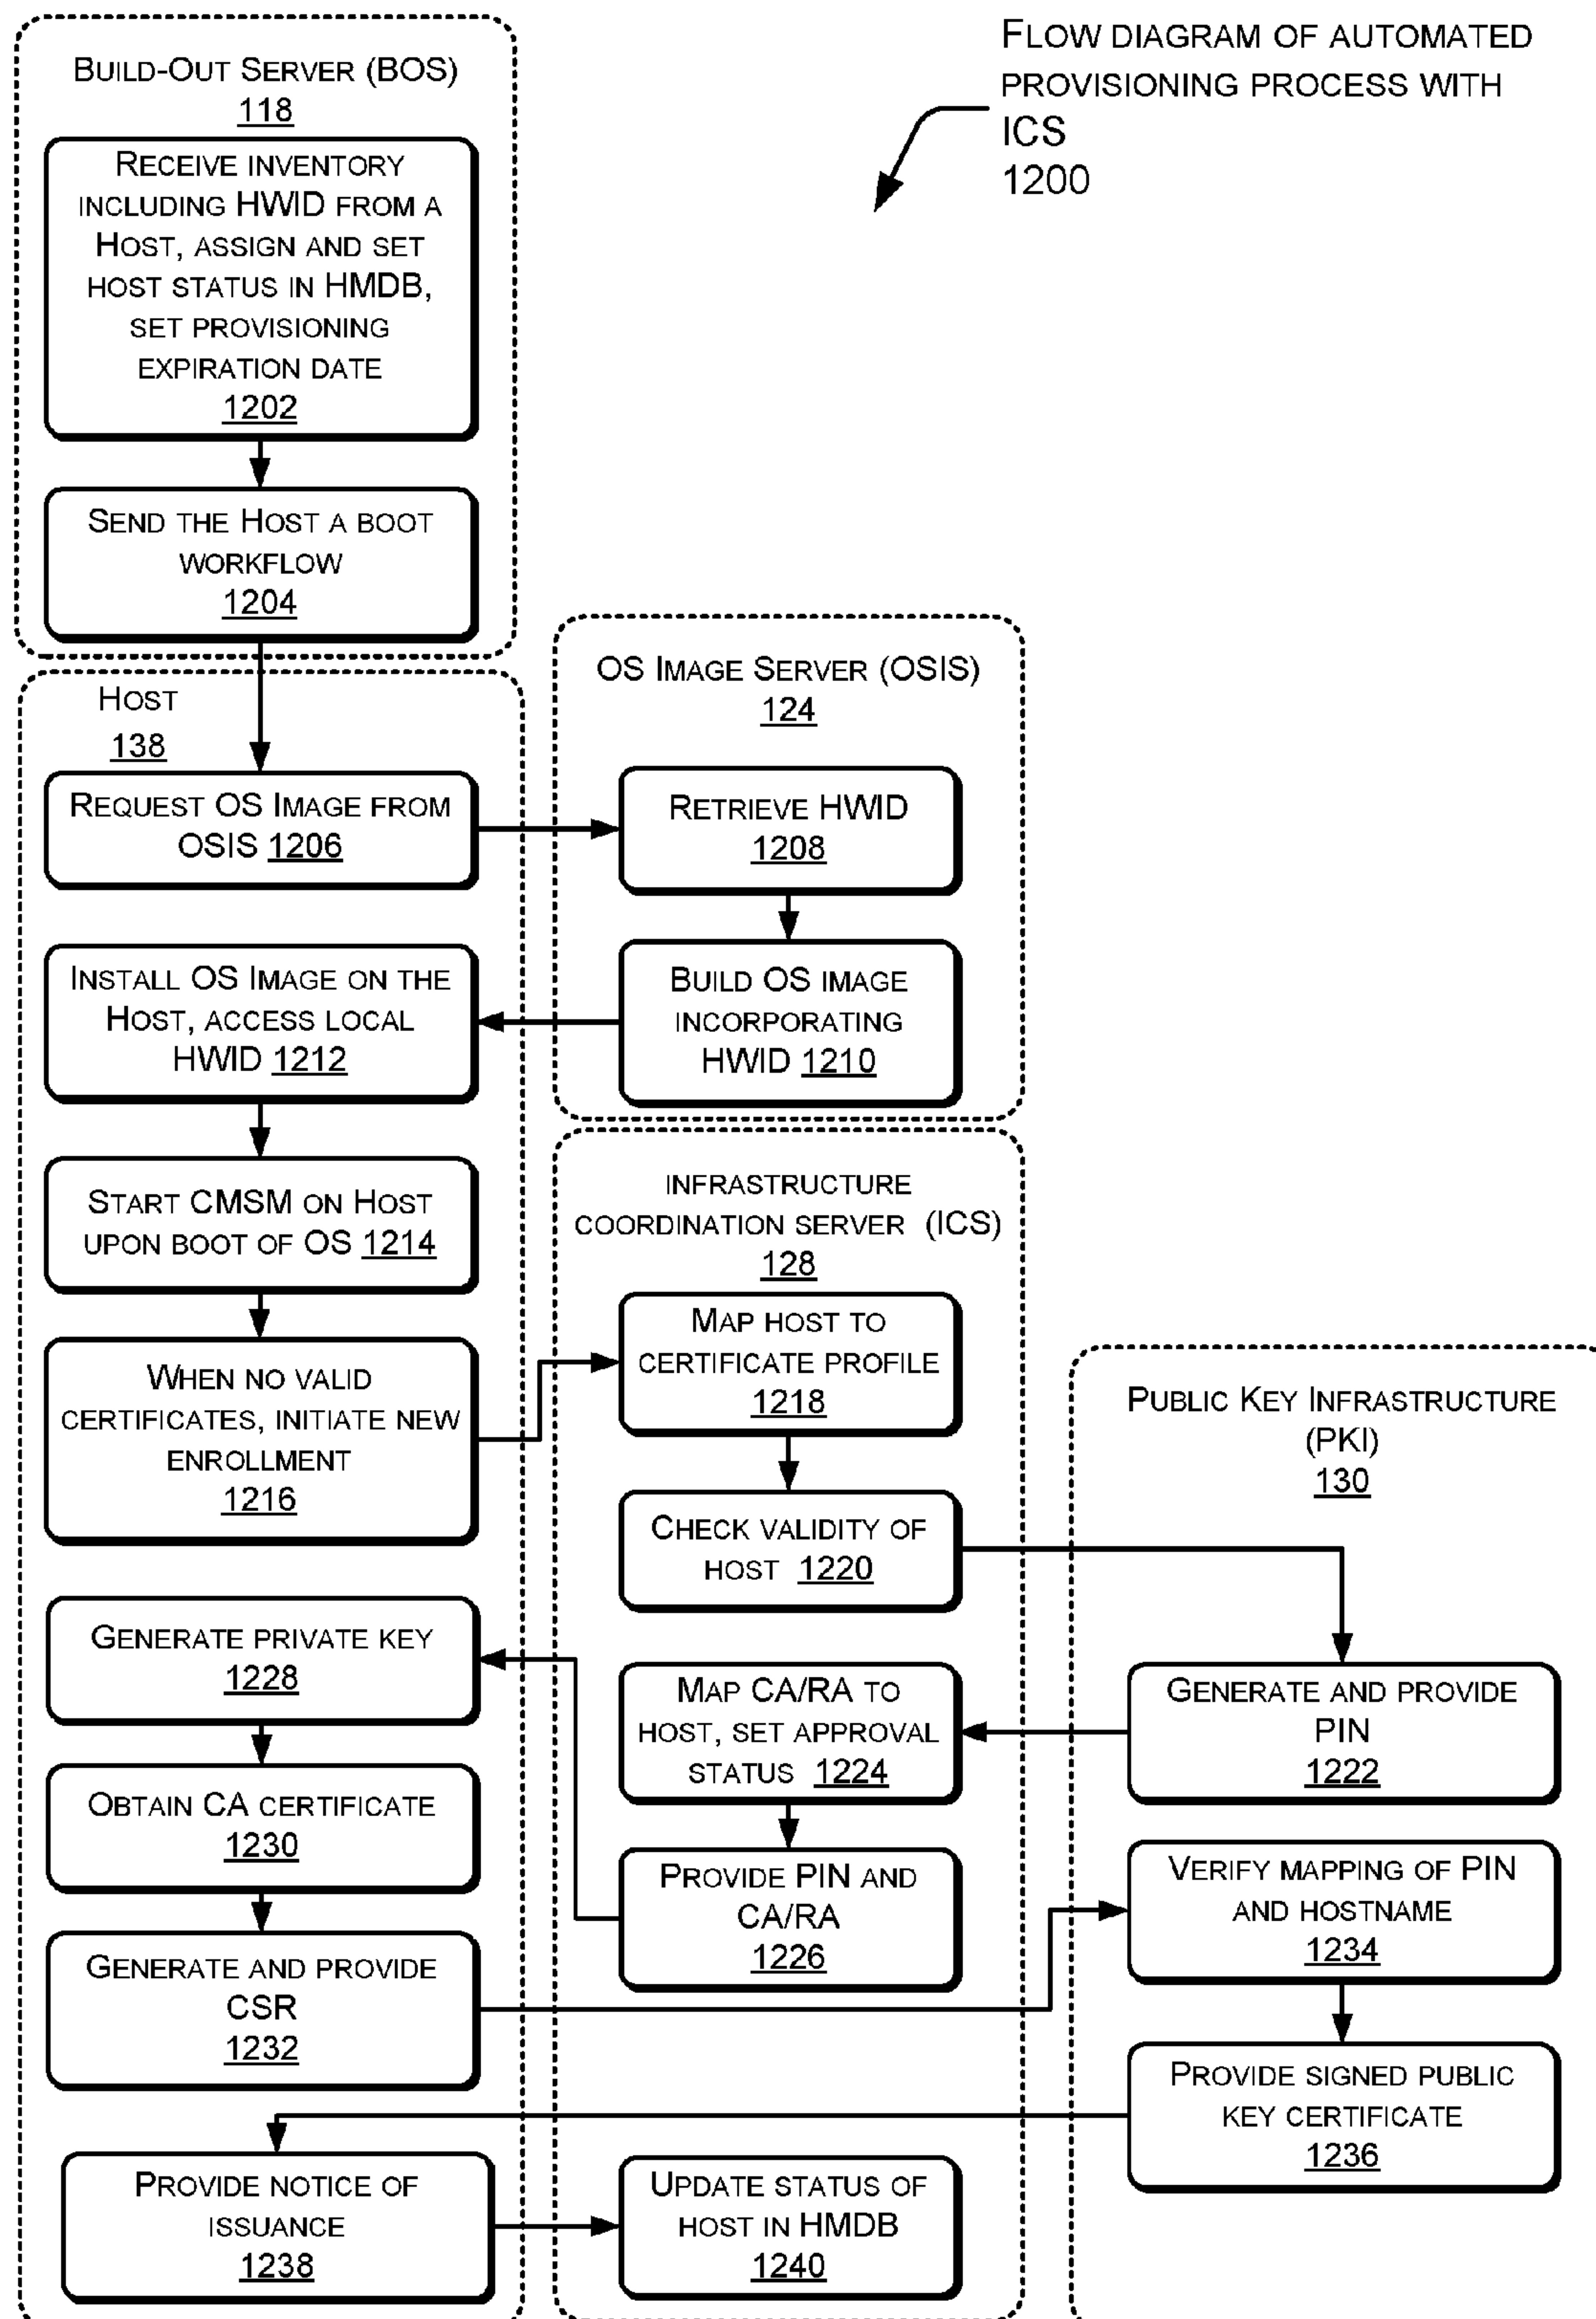 FLOW DIAGRAM OF AUTOMATED
PROVISIONING PROCESS WITH
ICS
1200
BUILD-OUT SERVER (BOS)
118
RECEIVE INVENTORY
INCLUDING HWID FROM A
HOST, ASSIGN AND SET
HOST STATUS IN HMDB,
SET PROVISIONING
EXPIRATION DATE
1202
SEND THE HOST A BOOT
WORKFLOW
1204
HOST
138
REQUEST OS IMAGE FROM
OSIS 1206
OS IMAGE SERVER (OSIS)
124
RETRIEVE HWID
1208
BUILD OS IMAGE
INCORPORATING
HWID 1210
INSTALL OS IMAGE ON THE
HOST, ACCESS LOCAL
HWID 1212
START CMSM ON HOST
UPON BOOT OF OS 1214
WHEN NO VALID
CERTIFICATES, INITIATE NEW
ENROLLMENT
1216
INFRASTRUCTURE
COORDINATION SERVER (ICS)
128
MAP HOST TO
CERTIFICATE PROFILE
1218
CHECK VALIDITY OF
HOST 1220
PUBLIC KEY INFRASTRUCTURE
(PKI)
130
GENERATE AND PROVIDE
PIN
1222
MAP CA/RA TO
HOST, SET APPROVAL
STATUS 1224
PROVIDE PIN AND
CA/RA
1226
GENERATE PRIVATE KEY
1228
OBTAIN CA CERTIFICATE
1230
GENERATE AND PROVIDE
CSR
1232
VERIFY MAPPING OF PIN
AND HOSTNAME
1234
PROVIDE SIGNED PUBLIC
KEY CERTIFICATE
1236
PROVIDE NOTICE OF
ISSUANCE
1238
UPDATE STATUS OF
HOST IN HMDB
1240